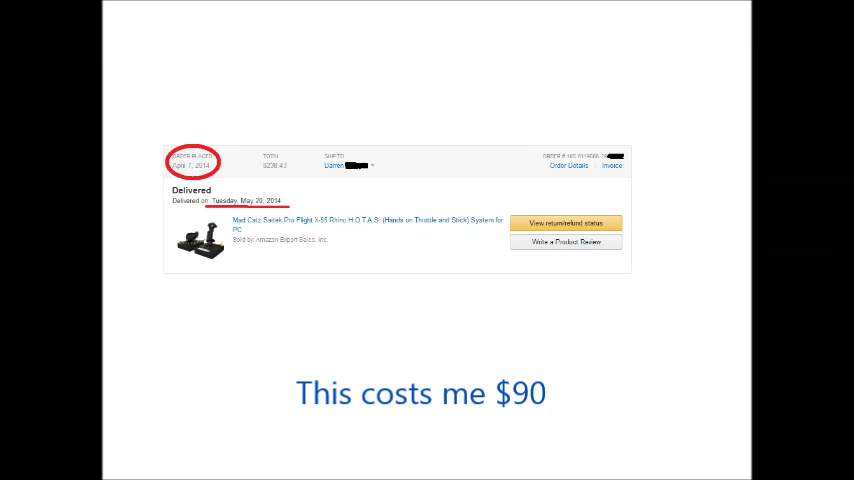 ORDER PLACED TOTAL SHIP TO ORDER #
April 7, 2014 $238.43 Darren Order Details Invoice
Delivered
Delivered on: Tuesday, May 20, 2014
Mad Catz Saitek Pro Flight X-55 Rhino H.O.T.A.S. (Hands on Throttle and Stick) System for
PC
Sold by: Amazon Export Sales, Inc.
View return/refund status
Write a Product Review
This costs me $90